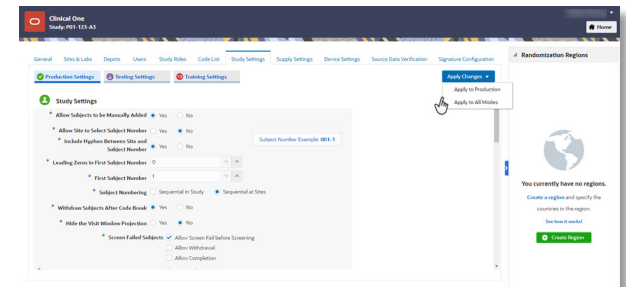 Clinical One
Study: P01-123-A3
Home
General Sites & Labs Depots Users Study Roles Code List Study Settings Supply Settings Device Settings Source Data Verification Signature Configuration
Production Settings Testing Settings Training Settings Apply Changes
Apply to Production
Apply to All Modes
Study Settings
* Allow Subjects to be Manually Added Yes No
* Allow Site to Select Subject Number Yes No
* Include Hyphen Between Site and Subject Number Yes No
Subject Number Example: 001-1
* Leading Zeros in First Subject Number 0
* First Subject Number 1
* Subject Numbering Sequential in Study Sequential at Sites
* Withdraw Subjects After Code Break Yes No
* Hide the Visit Window Projection Yes No
* Screen Failed Subjects Allow Screen Fail before Screening
Allow Withdrawal
Allow Completion
Randomization Regions
You currently have no regions.
Create a region and specify the
countries in the region.
See how it works!
Create Region